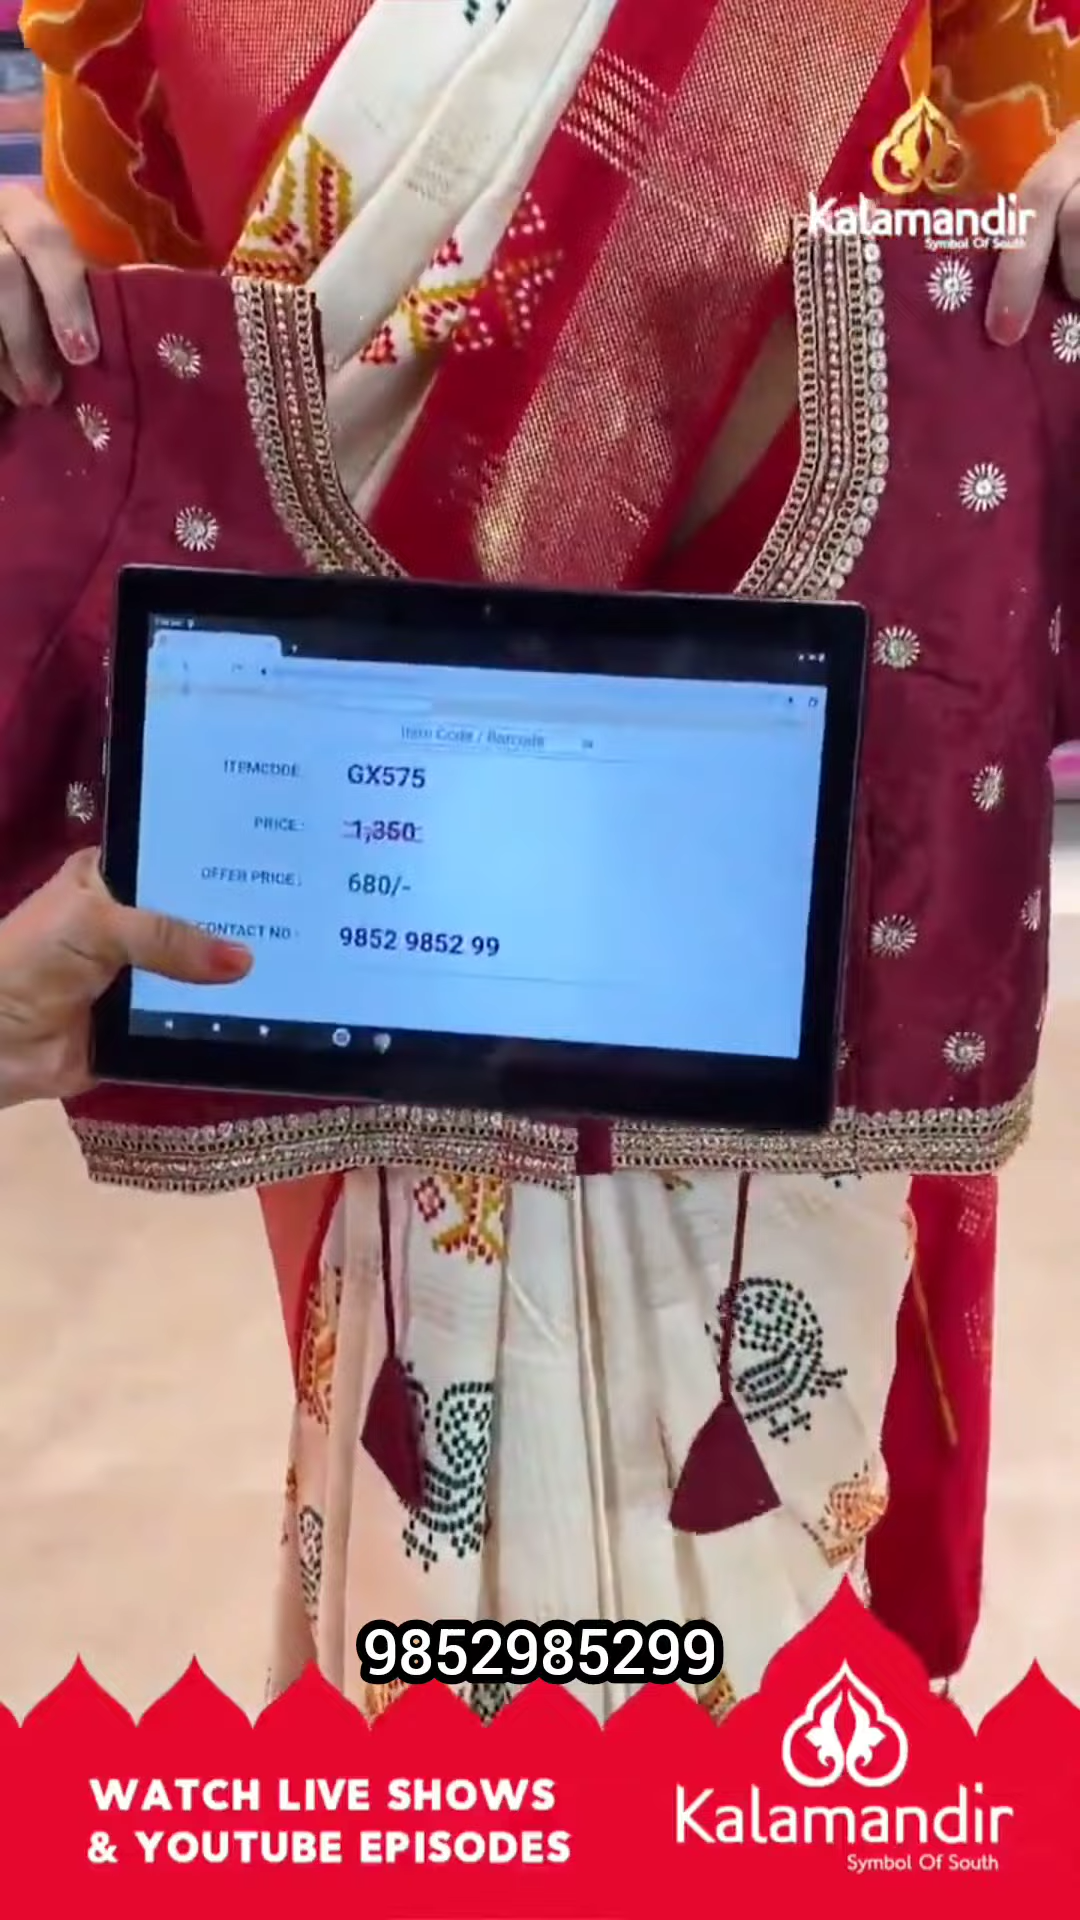 Kalamandir
Symbol Of South
Item Code / Barcode
ITEMCODE GX575
PRICE : 1,350
OFFER PRICE : 680/-
CONTACT NO : 9852 9852 99
9852985299
WATCH LIVE SHOWS
& YOUTUBE EPISODES
Kalamandir
Symbol Of South